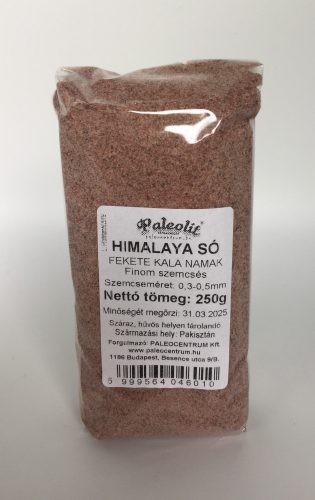 Paleolit
paleocentrum.hu
HIMALAYA SÓ
FEKETE KALA NAMAK
Finom szemcsés
Szemcseméret: 0,3-0,5mm
Nettó tömeg: 250g
Minőségét megőrzi: 31.03.2025
Száraz, hűvös helyen tárolandó
Származási hely: Pakisztán
Forgalmazó: PALEOCENTRUM Kft.
www.paleocentrum.hu
1186 Budapest, Besence utca 9/B.
5 999564 046010